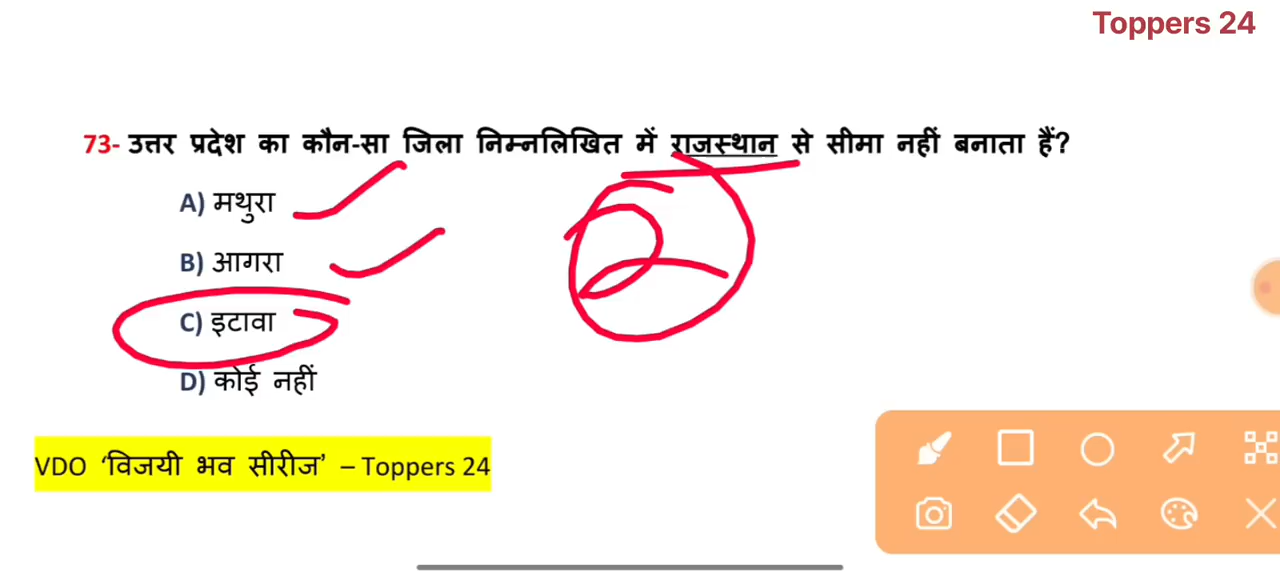 Toppers 24
73- उत्तर प्रदेश का कौन-सा जिला निम्नलिखित में राजस्थान से सीमा नहीं बनाता हैं?
A) मथुरा
B) आगरा
C) इटावा
D) कोई नहीं
VDO ‘विजयी भव सीरीज’ – Toppers 24